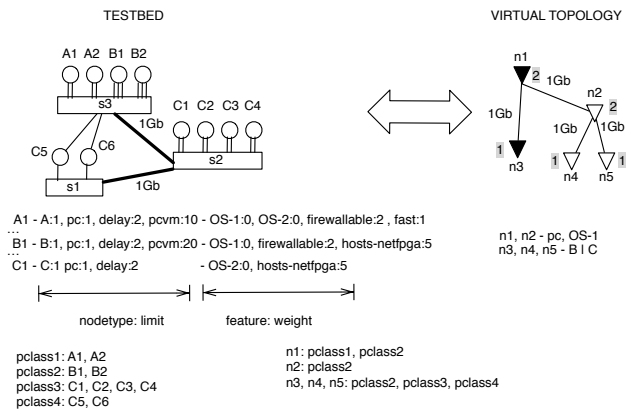 TESTBED
VIRTUAL TOPOLOGY
A1 A2 B1 B2
n1
2
1Gb
n2
2
s3
C1 C2 C3 C4
1Gb
1Gb
1Gb
1Gb
C5
C6
s2
1
n3
1
n4
1
n5
s1
1Gb
A1 - A:1, pc:1, delay:2, pcvm:10 - OS-1:0, OS-2:0, firewallable:2 , fast:1
...
B1 - B:1, pc:1, delay:2, pcvm:20 - OS-1:0, firewallable:2, hosts-netfpga:5
...
C1 - C:1 pc:1, delay:2 - OS-2:0, hosts-netfpga:5
n1, n2 - pc, OS-1
n3, n4, n5 - B | C
nodetype: limit
feature: weight
pclass1: A1, A2
pclass2: B1, B2
pclass3: C1, C2, C3, C4
pclass4: C5, C6
n1: pclass1, pclass2
n2: pclass2
n3, n4, n5: pclass2, pclass3, pclass4